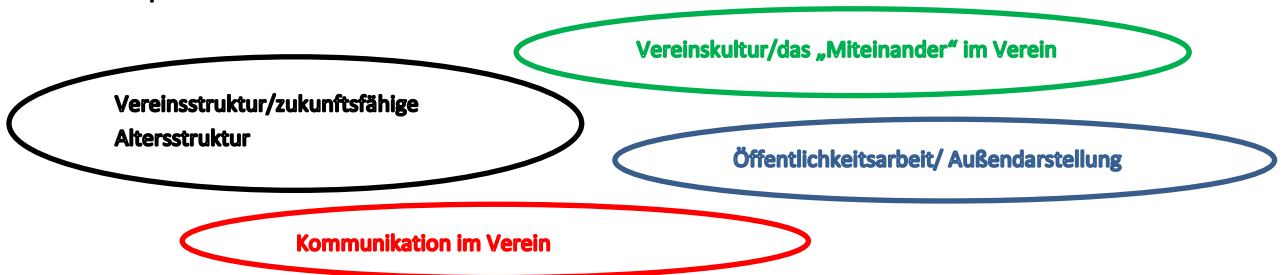 Vereinskultur/das „Miteinander“ im Verein
Vereinsstruktur/zukunftsfähige
Altersstruktur
Öffentlichkeitsarbeit/ Außendarstellung
Kommunikation im Verein